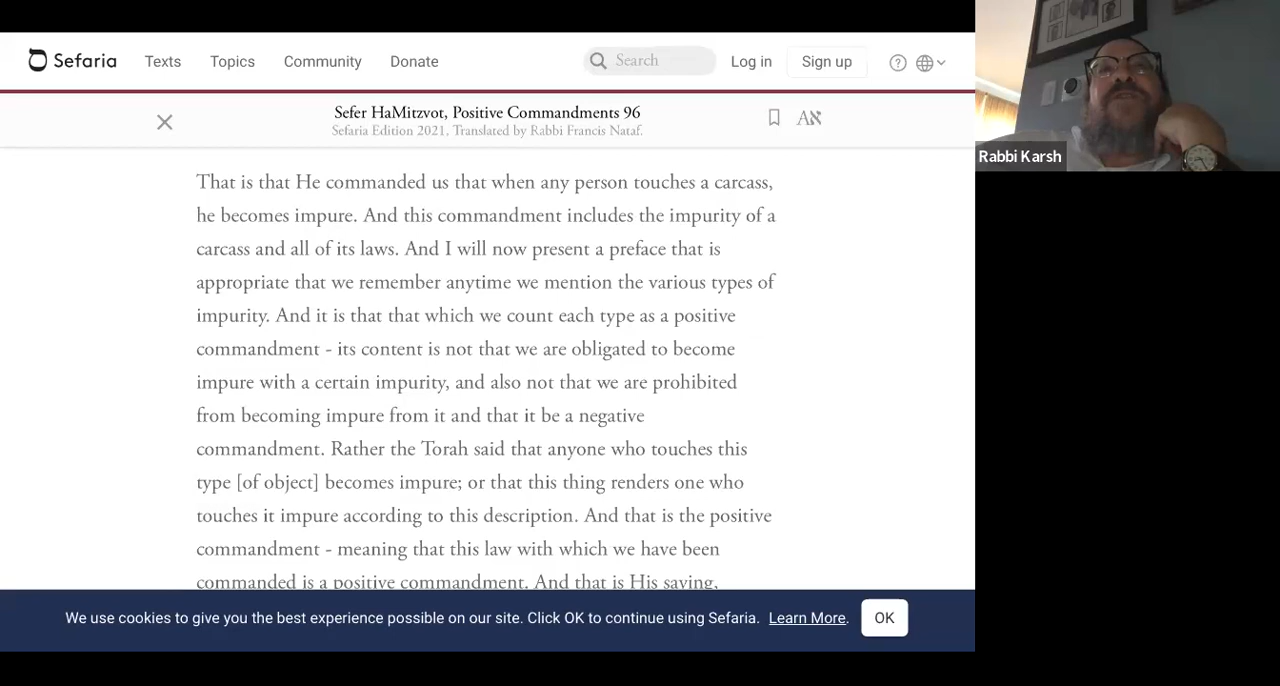 Sefaria Texts Topics Community Donate Search Log in Sign up
Sefer HaMitzvot, Positive Commandments 96
Sefaria Edition 2021, Translated by Rabbi Francis Nataf.
Rabbi Karsh
That is that He commanded us that when any person touches a carcass,
he becomes impure. And this commandment includes the impurity of a
carcass and all of its laws. And I will now present a preface that is
appropriate that we remember anytime we mention the various types of
impurity. And it is that that which we count each type as a positive
commandment - its content is not that we are obligated to become
impure with a certain impurity, and also not that we are prohibited
from becoming impure from it and that it be a negative
commandment. Rather the Torah said that anyone who touches this
type [of object] becomes impure; or that this thing renders one who
touches it impure according to this description. And that is the positive
commandment - meaning that this law with which we have been
commanded is a positive commandment. And that is His saying,
We use cookies to give you the best experience possible on our site. Click OK to continue using Sefaria. Learn More. OK